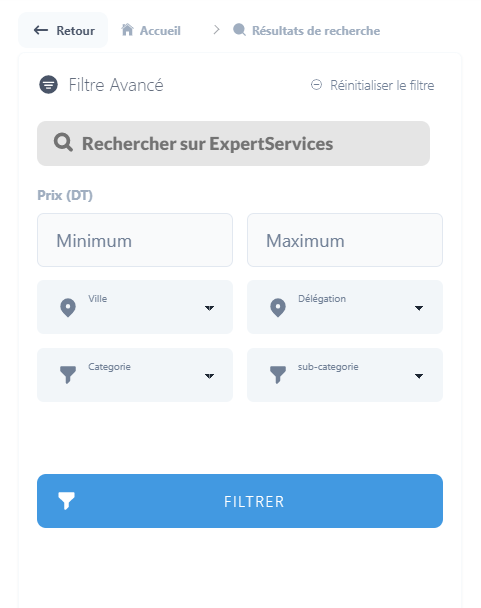 Retour Accueil Résultats de recherche
Filtre Avancé Réinitialiser le filtre
Rechercher sur ExpertServices
Prix (DT)
Minimum Maximum
Ville Délégation
Categorie sub-categorie
FILTRER